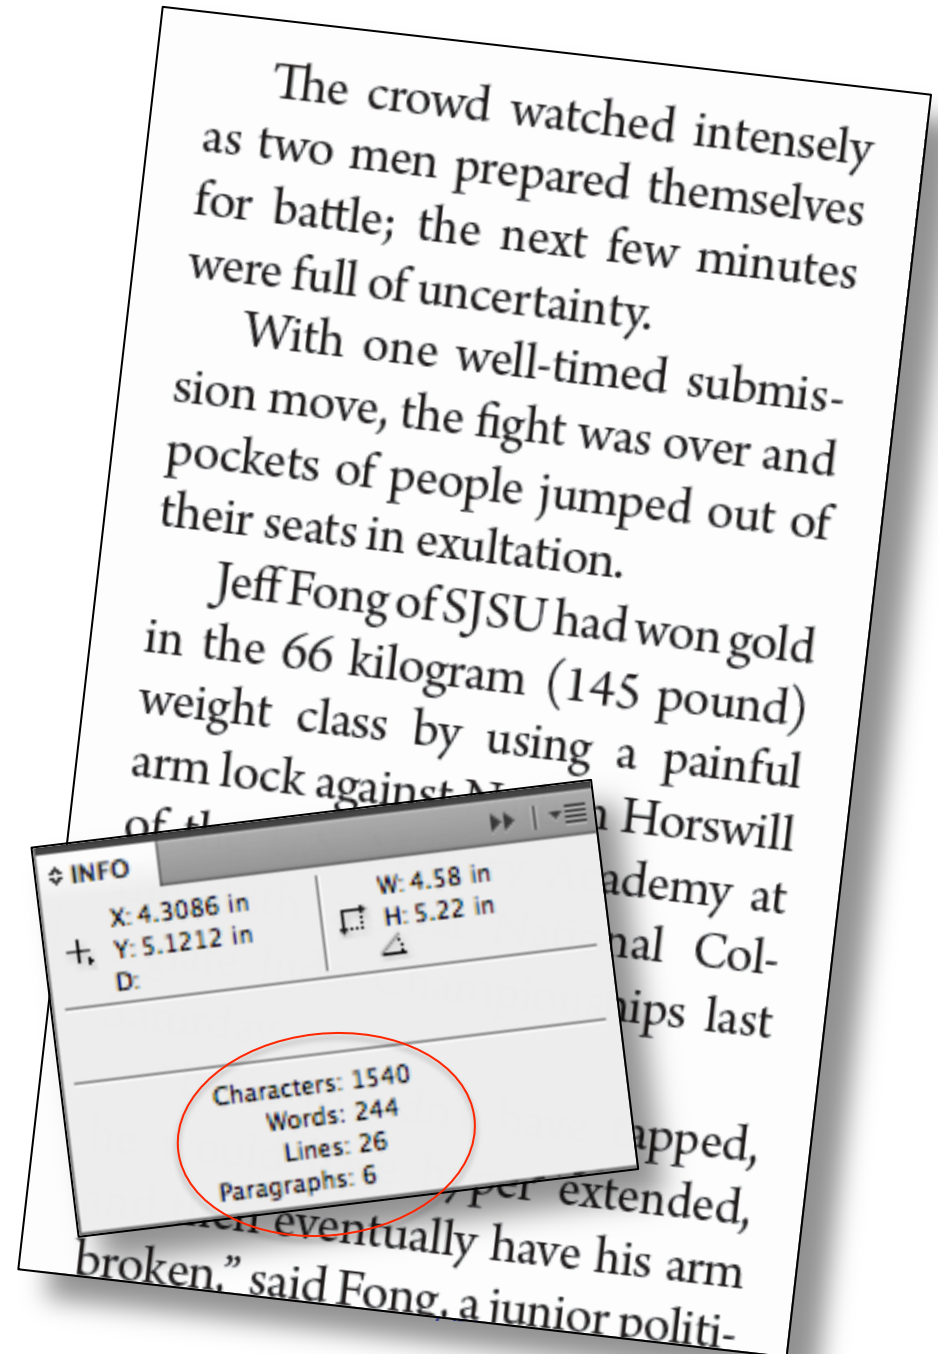 The crowd watched intensely
as two men prepared themselves
for battle; the next few minutes
were full of uncertainty.
With one well-timed submis-
sion move, the fight was over and
pockets of people jumped out of
their seats in exultation.
Jeff Fong of SJSU had won gold
in the 66 kilogram (145 pound)
weight class by using a painful
arm lock against
Horswill
of
at
Col-
last
extended,
eventually have his arm
broken,” said Fong, a junior politi-
INFO
X: 4.3086 in
Y: 5.1212 in
D:
W: 4.58 in
H: 5.22 in
Characters: 1540
Words: 244
Lines: 26
Paragraphs: 6